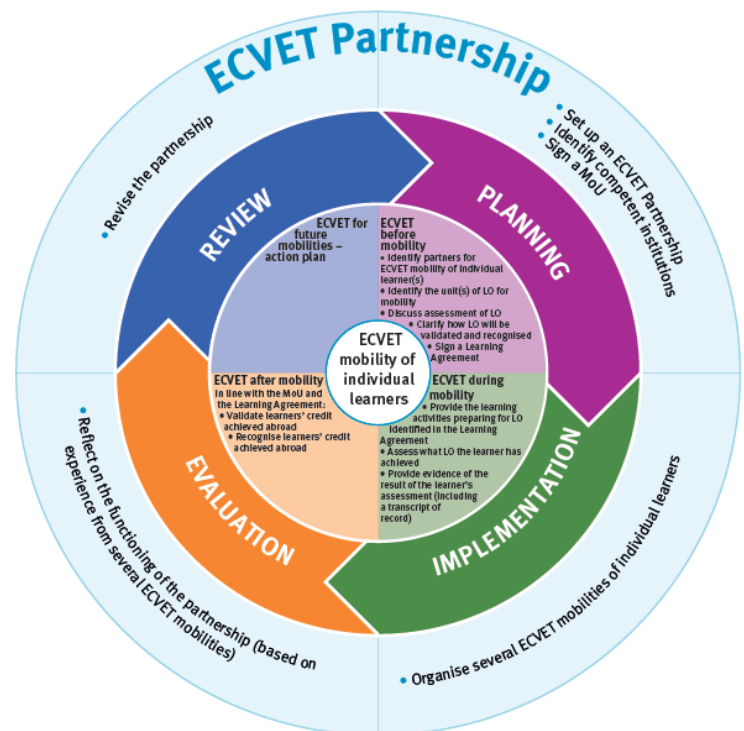 ECVET Partnership
• Revise the partnership
• Set up an ECVET Partnership
• Identify competent institutions
• Sign a MoU
REVIEW
PLANNING
ECVET for
future
mobilities –
action plan
ECVET
before
mobility
• Identify partners for
ECVET mobility of individual
learner(s)
• Identify the unit(s) of LO for
mobility
• Discuss assessment of LO
• Clarify how LO will be
validated and recognised
• Sign a Learning
Agreement
ECVET
mobility of
individual
learners
ECVET after mobility
In line with the MoU and
the Learning Agreement:
• Validate learners' credit
achieved abroad
• Recognise learners' credit
achieved abroad
ECVET during
mobility
• Provide the learning
activities preparing for LO
identified in the Learning
Agreement
• Assess what LO the learner has
achieved
• Provide evidence of the
result of the learner's
assessment (including
a transcript of
record)
EVALUATION
IMPLEMENTATION
• Reflect on the functioning of the partnership (based on
experience from several ECVET mobilities)
• Organise several ECVET mobilities of individual learners